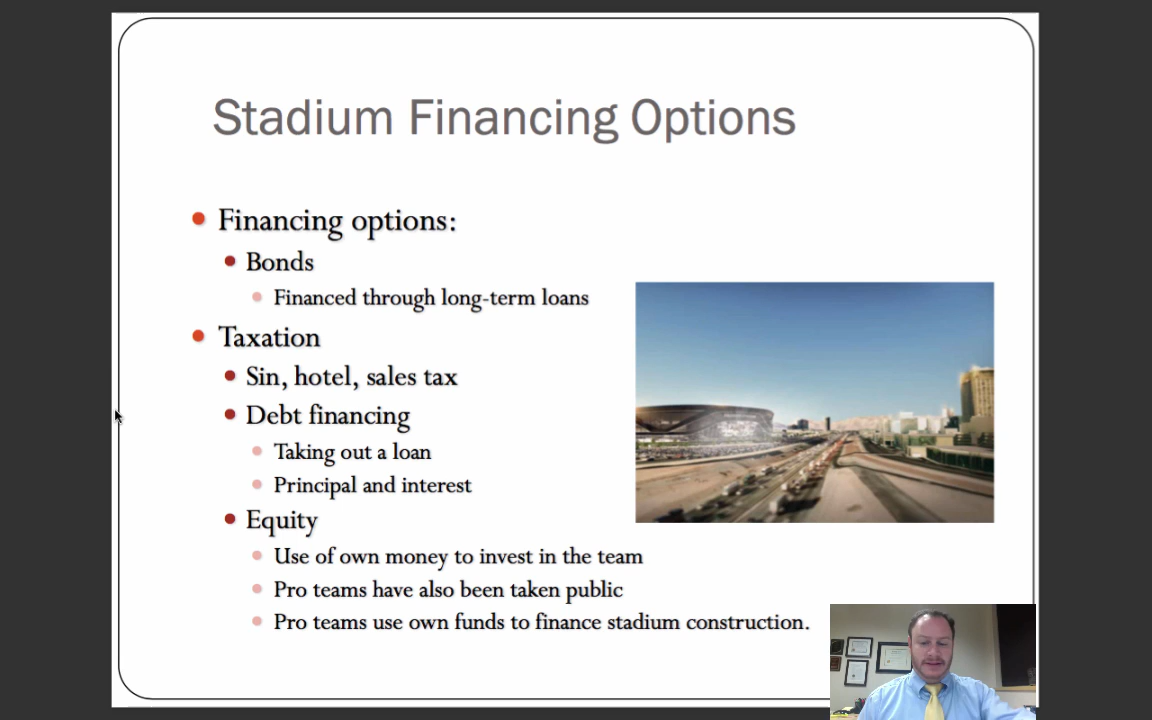 Stadium Financing Options
Financing options:
Bonds
Financed through long-term loans
Taxation
Sin, hotel, sales tax
Debt financing
Taking out a loan
Principal and interest
Equity
Use of own money to invest in the team
Pro teams have also been taken public
Pro teams use own funds to finance stadium construction.